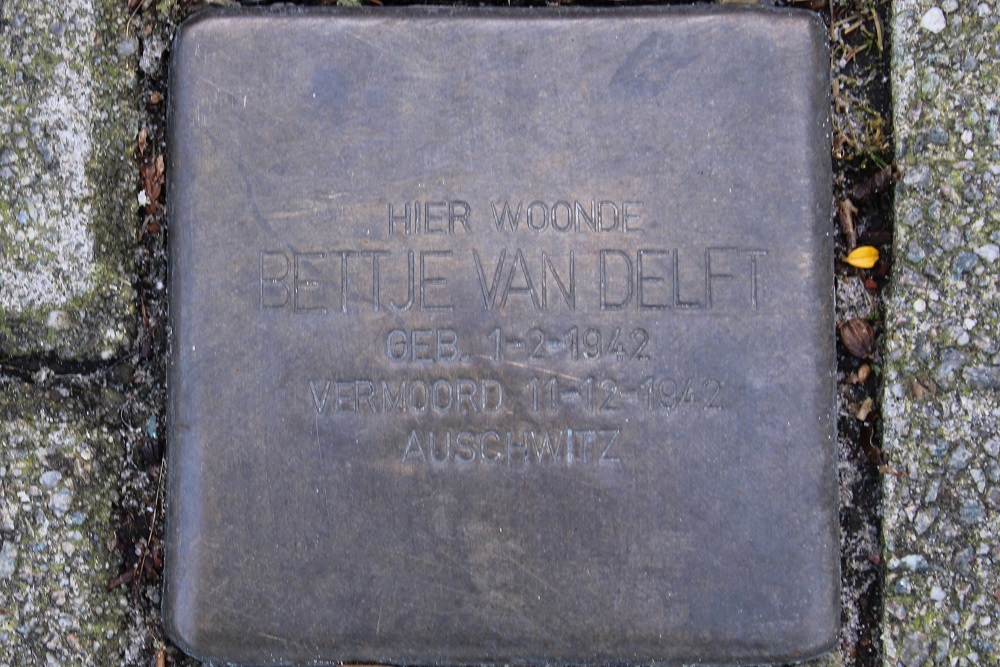 HIER WOONDE
BETTJE VAN DELFT
GEB. 1-2-1942
VERMOORD. 11-12-1942
AUSCHWITZ